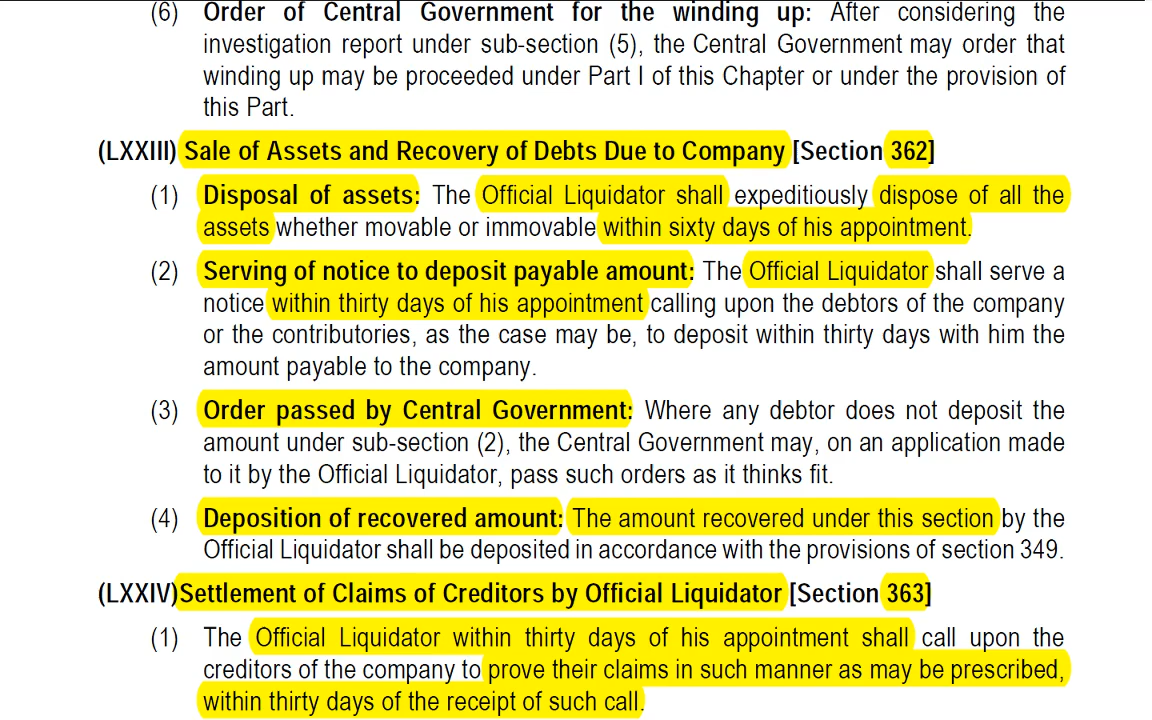 (6) Order of Central Government for the winding up: After considering the
investigation report under sub-section (5), the Central Government may order that
winding up may be proceeded under Part I of this Chapter or under the provision of
this Part.
(LXXIII) Sale of Assets and Recovery of Debts Due to Company [Section 362]
(1) Disposal of assets: The Official Liquidator shall expeditiously dispose of all the
assets whether movable or immovable within sixty days of his appointment.
(2) Serving of notice to deposit payable amount: The Official Liquidator shall serve a
notice within thirty days of his appointment calling upon the debtors of the company
or the contributories, as the case may be, to deposit within thirty days with him the
amount payable to the company.
(3) Order passed by Central Government: Where any debtor does not deposit the
amount under sub-section (2), the Central Government may, on an application made
to it by the Official Liquidator, pass such orders as it thinks fit.
(4) Deposition of recovered amount: The amount recovered under this section by the
Official Liquidator shall be deposited in accordance with the provisions of section 349.
(LXXIV)Settlement of Claims of Creditors by Official Liquidator [Section 363]
(1) The Official Liquidator within thirty days of his appointment shall call upon the
creditors of the company to prove their claims in such manner as may be prescribed,
within thirty days of the receipt of such call.